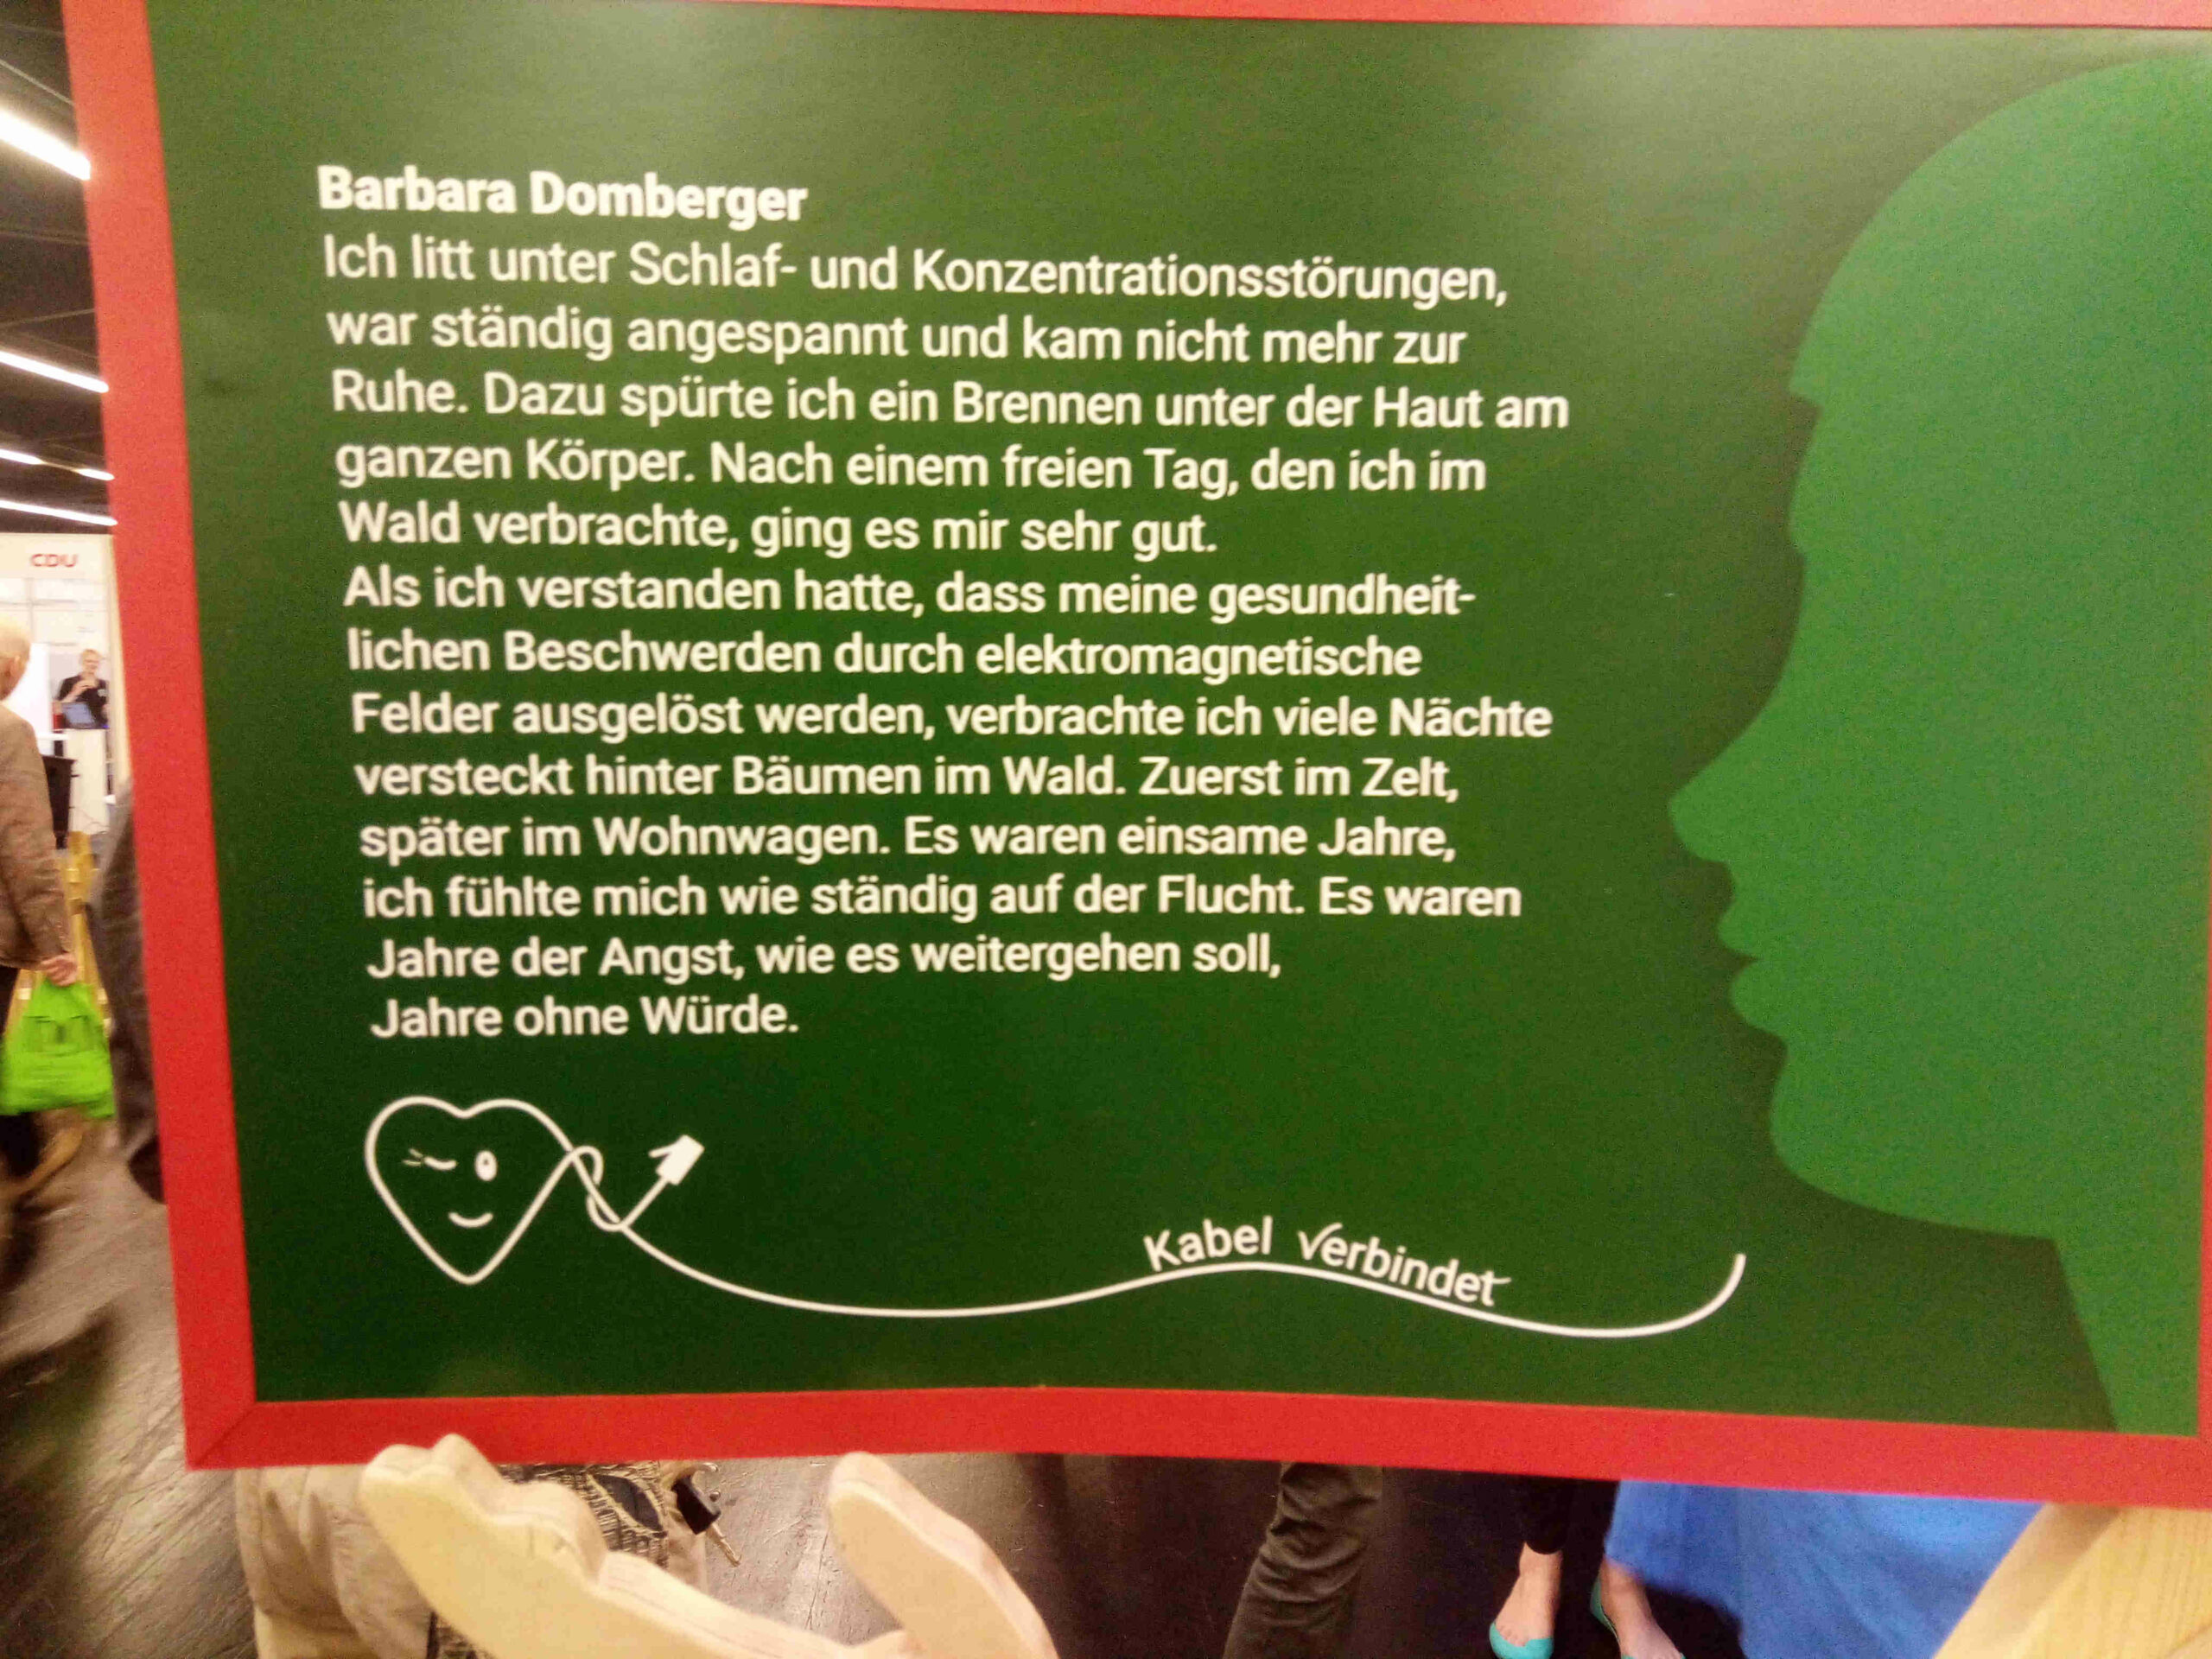 Barbara Domberger
Ich litt unter Schlaf- und Konzentrationsstörungen,
war ständig angespannt und kam nicht mehr zur
Ruhe. Dazu spürte ich ein Brennen unter der Haut am
ganzen Körper. Nach einem freien Tag, den ich im
Wald verbrachte, ging es mir sehr gut.
Als ich verstanden hatte, dass meine gesundheit-
lichen Beschwerden durch elektromagnetische
Felder ausgelöst werden, verbrachte ich viele Nächte
versteckt hinter Bäumen im Wald. Zuerst im Zelt,
später im Wohnwagen. Es waren einsame Jahre,
ich fühlte mich wie ständig auf der Flucht. Es waren
Jahre der Angst, wie es weitergehen soll,
Jahre ohne Würde.
Kabel verbindet
CDU